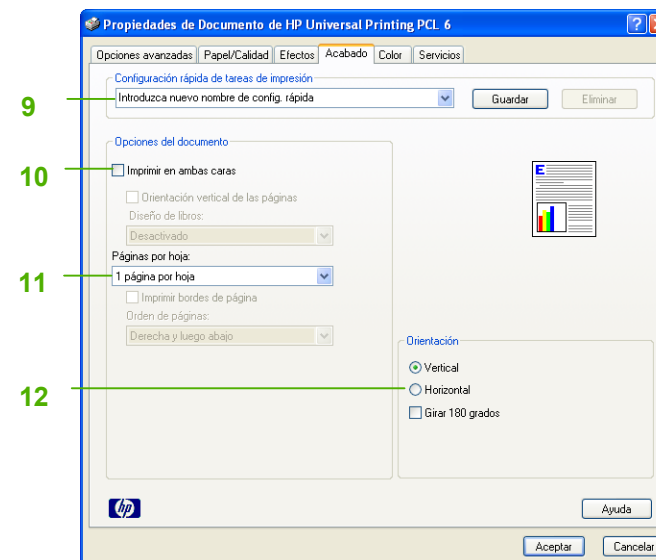 Propiedades de Documento de HP Universal Printing PCL 6
?
Opciones avanzadas Papel/Calidad Efectos Acabado Color Servicios
Configuración rápida de tareas de impresión
9 Introduzca nuevo nombre de config. rápida Guardar Eliminar
Opciones del documento
10 Imprimir en ambas caras
E
Orientación vertical de las páginas
Diseño de libros:
Desactivado
Páginas por hoja:
11 1 página por hoja
Imprimir bordes de página
Orden de páginas:
Derecha y luego abajo
Orientación
Vertical
12 Horizontal
Girar 180 grados
hp
Ayuda
Aceptar Cancelar